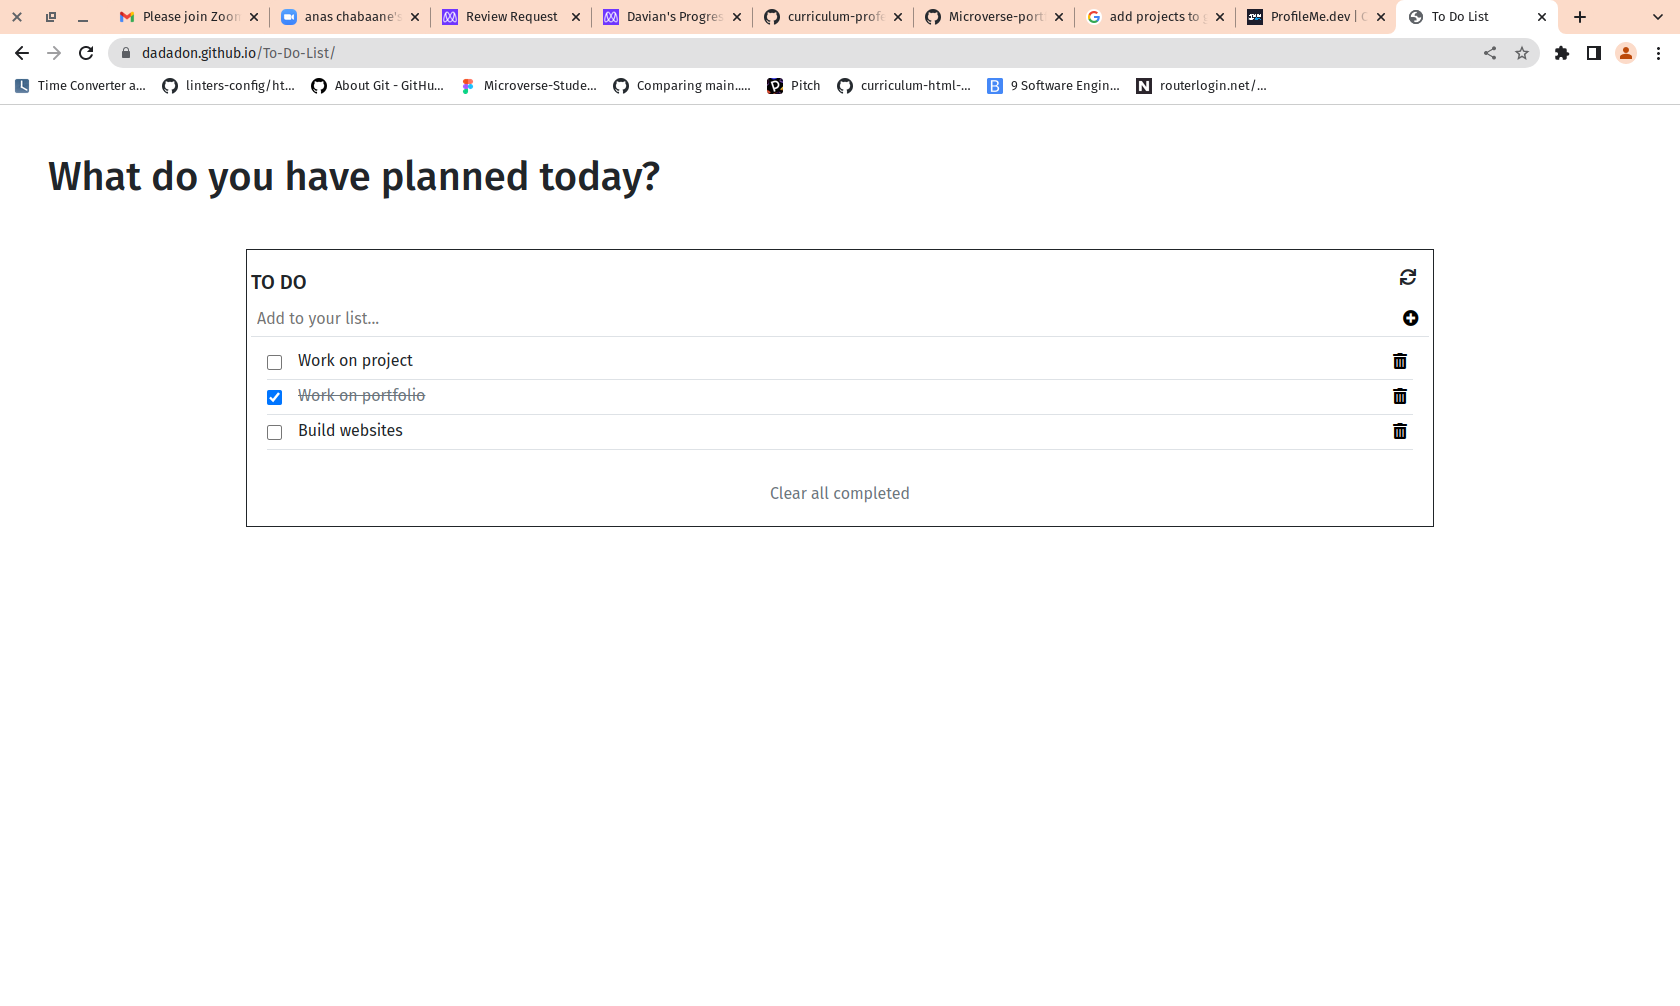 Please join Zoon
anas chabaane's
Review Request
Davian's Progres
curriculum-profe
Microverse-port
add projects to
ProfileMe.dev |
To Do List
dadadon.github.io/To-Do-List/
Time Converter a...
linters-config/ht...
About Git - GitHu...
Microverse-Stude...
Comparing main.....
Pitch
curriculum-html-...
9 Software Engin...
routerlogin.net/...
What do you have planned today?
TO DO
Add to your list...
Work on project
Work on portfolio
Build websites
Clear all completed